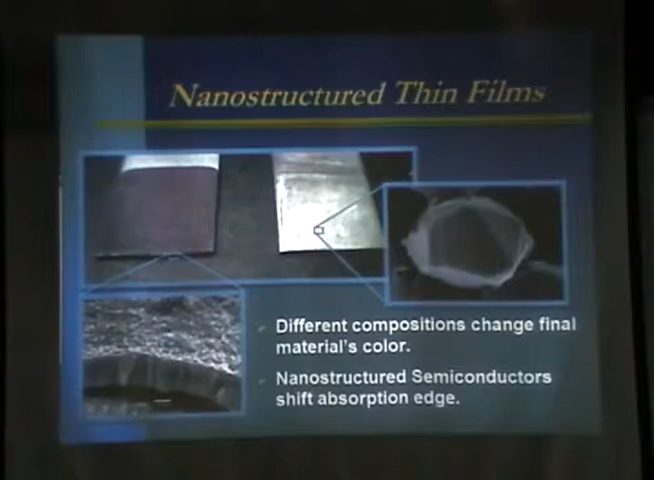 Nanostructured Thin Films
Different compositions change final
material's color.
Nanostructured Semiconductors
shift absorption edge.